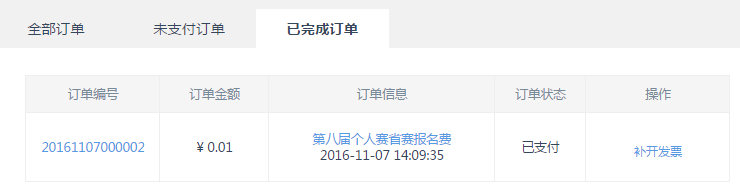 全部订单 未支付订单 已完成订单
订单编号 订单金额 订单信息 订单状态 操作
20161107000002 ¥ 0.01 第八届个人赛省赛报名费 已支付 补开发票
2016-11-07 14:09:35